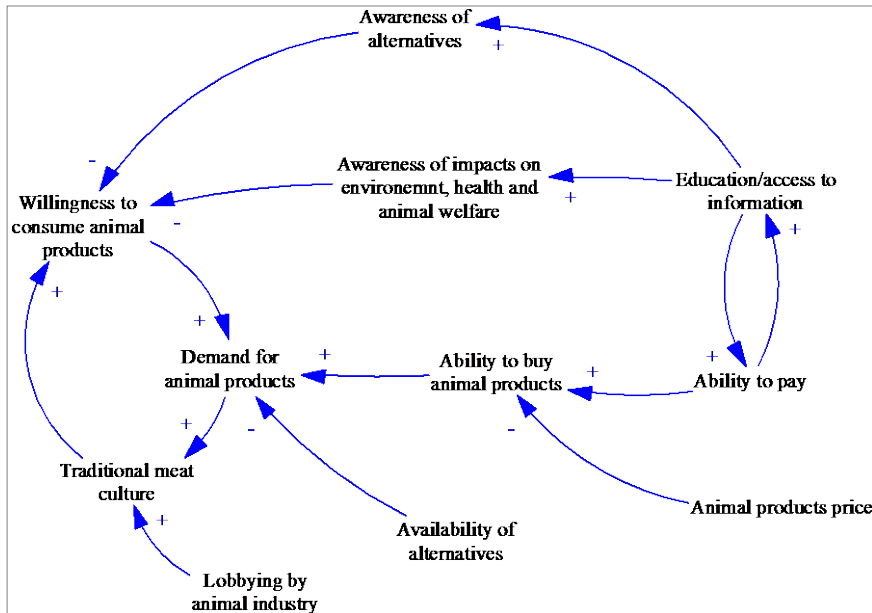 Awareness of
alternatives
+
-
Awareness of impacts on
environemnt, health and
animal welfare
Education/access to
information
+
+
Willingness to
consume animal
products
-
+
+
Demand for
animal products
+
Ability to buy
animal products
+
+
Ability to pay
+
-
-
Traditional meat
culture
+
Animal products price
Availability of
alternatives
Lobbying by
animal industry